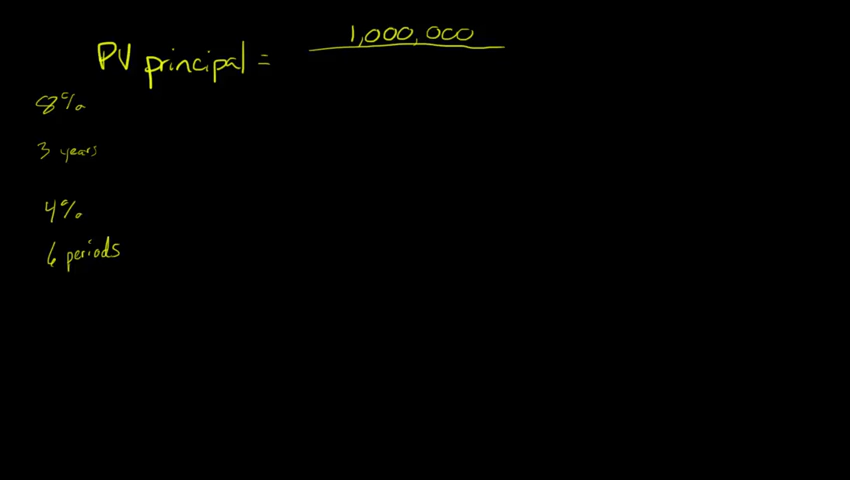 1,000,000
PV principal =
8%
3 years
4%
6 periods